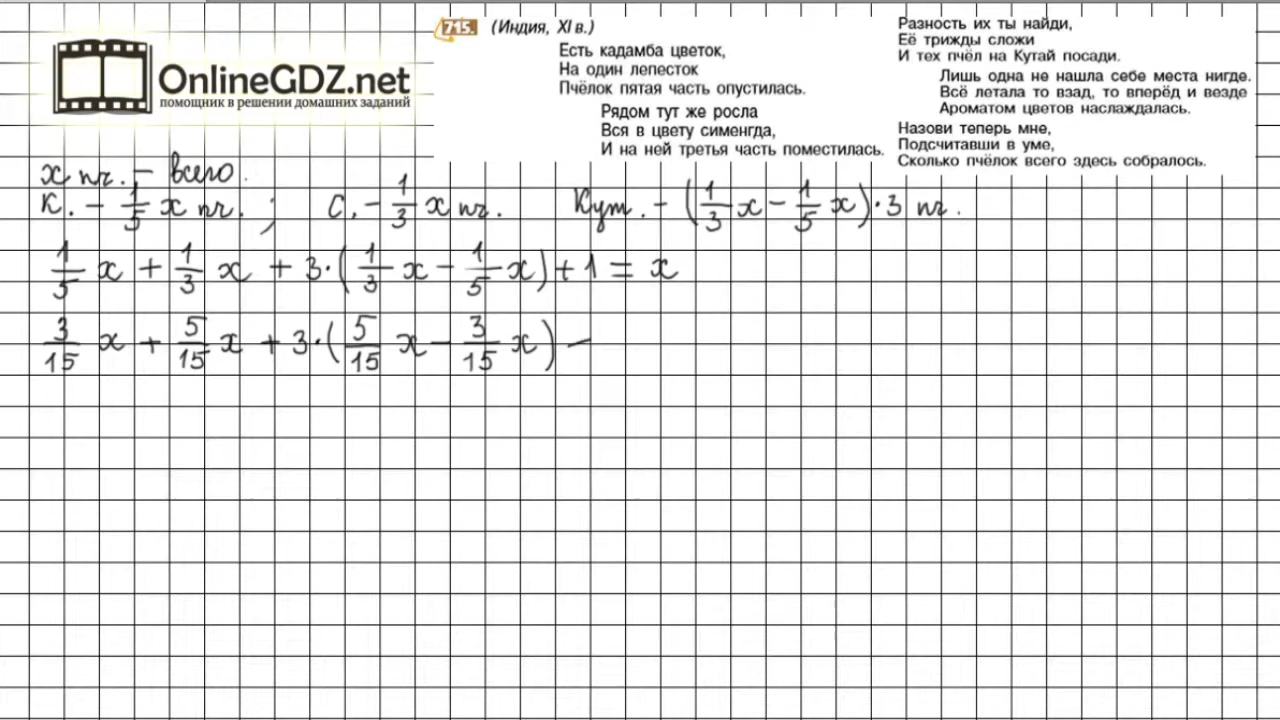 OnlineGDZ.net
помощник в решении домашних заданий
715. (Индия, XI в.)
Есть кадамба цветок,
На один лепесток
Пчёлок пятая часть опустилась.
Рядом тут же росла
Вся в цвету сименгда,
И на ней третья часть поместилась.
Разность их ты найди,
Её трижды сложи
И тех пчёл на Кутай посади.
Лишь одна не нашла себе места нигде.
Всё летала то взад, то вперёд и везде
Ароматом цветов наслаждалась.
Назови теперь мне,
Подсчитавши в уме,
Сколько пчёлок всего здесь собралось.
x пч. – всего.
К. – 1/5 x пч. ; С. – 1/3 x пч. Кут. – (1/3 x – 1/5 x) · 3 пч.
1/5 x + 1/3 x + 3 · (1/3 x – 1/5 x) + 1 = x
3/15 x + 5/15 x + 3 · (5/15 x – 3/15 x) –